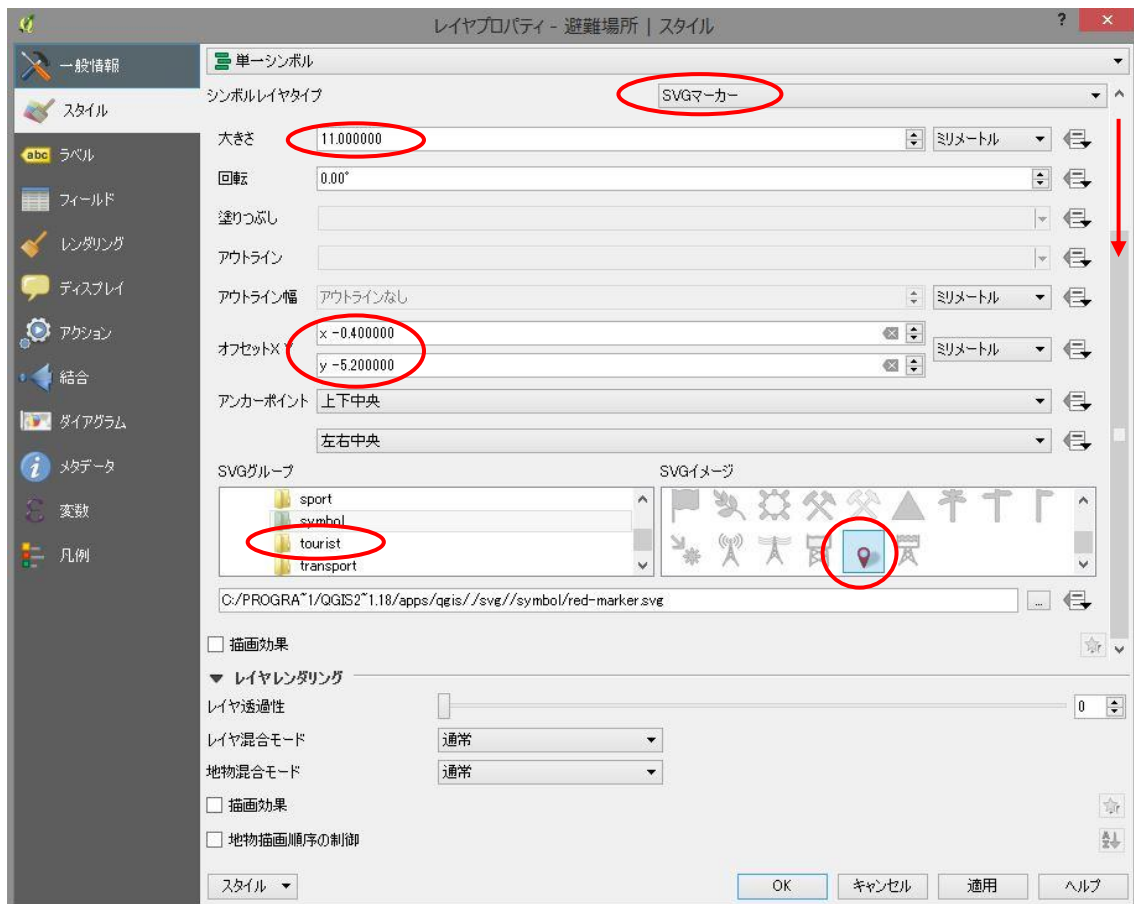 レイヤプロパティ - 避難場所 | スタイル
?
×
一般情報
スタイル
abc ラベル
フィールド
レンダリング
ディスプレイ
アクション
結合
ダイアグラム
メタデータ
変数
凡例
単一シンボル
シンボルレイヤタイプ SVGマーカー
大きさ 11.000000 ミリメートル
回転 0.00°
塗りつぶし
アウトライン
アウトライン幅 アウトラインなし ミリメートル
オフセットX Y x -0.400000 ミリメートル
y -5.200000
アンカーポイント 上下中央
左右中央
SVGグループ SVGイメージ
sport
symbol
tourist
transport
C:/PROGRA~1/QGIS2~1.18/apps/qgis/./svg//symbol/red-marker.svg ...
描画効果
レイヤレンダリング
レイヤ透過性 0
レイヤ混合モード 通常
地物混合モード 通常
描画効果
地物描画順序の制御
スタイル OK キャンセル 適用 ヘルプ